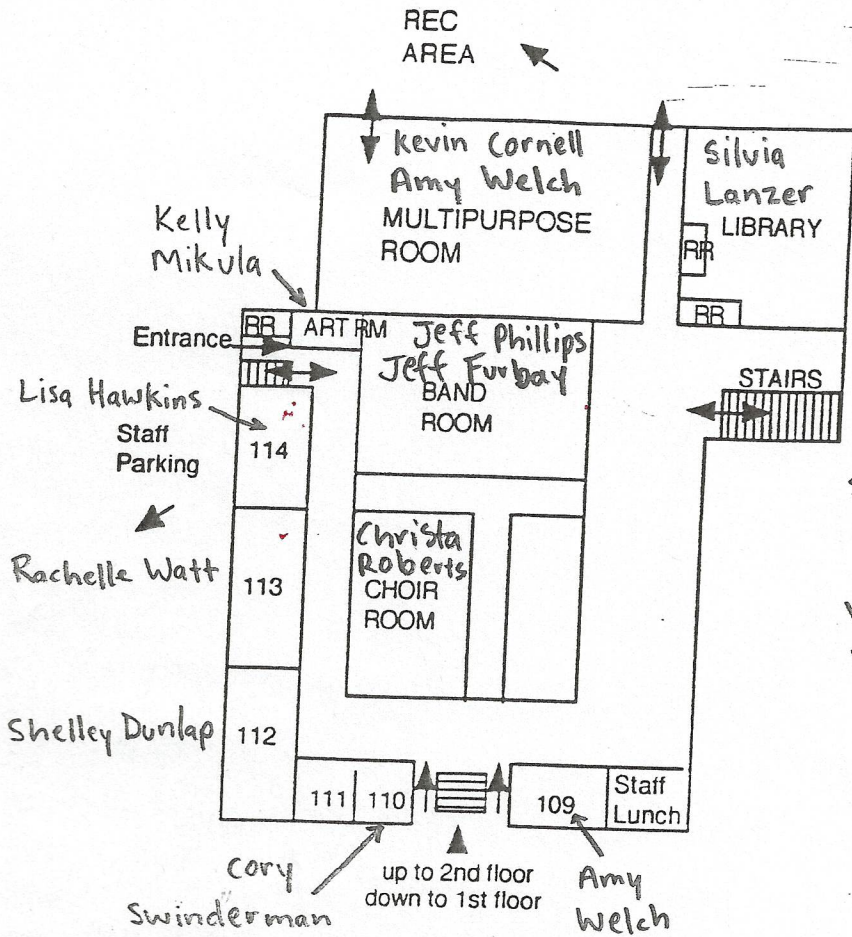 REC
AREA
Kevin Cornell
Amy Welch
MULTIPURPOSE
ROOM
Silvia
Lanzer
LIBRARY
RR
RR
Kelly
Mikula
RR
ART RM
Entrance
Jeff Phillips
Jeff Furbay
BAND
ROOM
STAIRS
Lisa Hawkins
Staff
Parking
114
Rachelle Watt
113
Christa
Roberts
CHOIR
ROOM
Shelley Dunlap
112
111
110
109
Staff
Lunch
up to 2nd floor
down to 1st floor
Cory
Swinderman
Amy
Welch